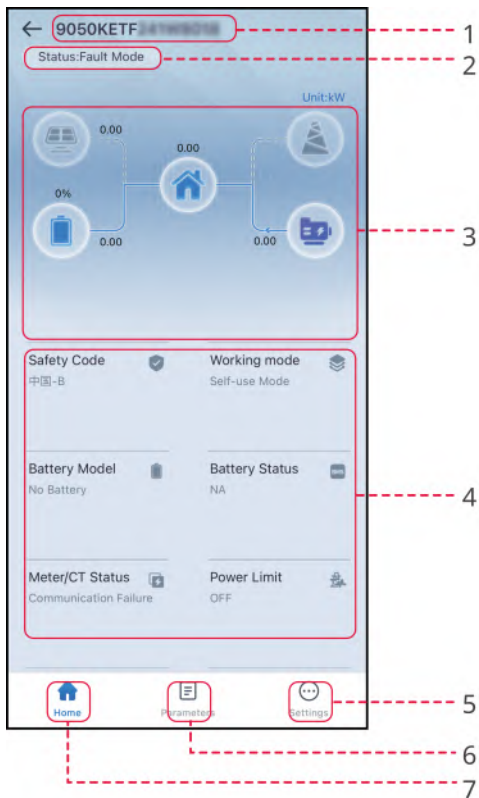 9050KETF
1
Status:Fault Mode
2
Unit:kW
0.00
0.00
0%
0.00
0.00
3
Safety Code
Working mode
中国-B
Self-use Mode
Battery Model
Battery Status
No Battery
NA
4
Meter/CT Status
Power Limit
Communication Failure
OFF
Home
Parameters
Settings
5
6
7